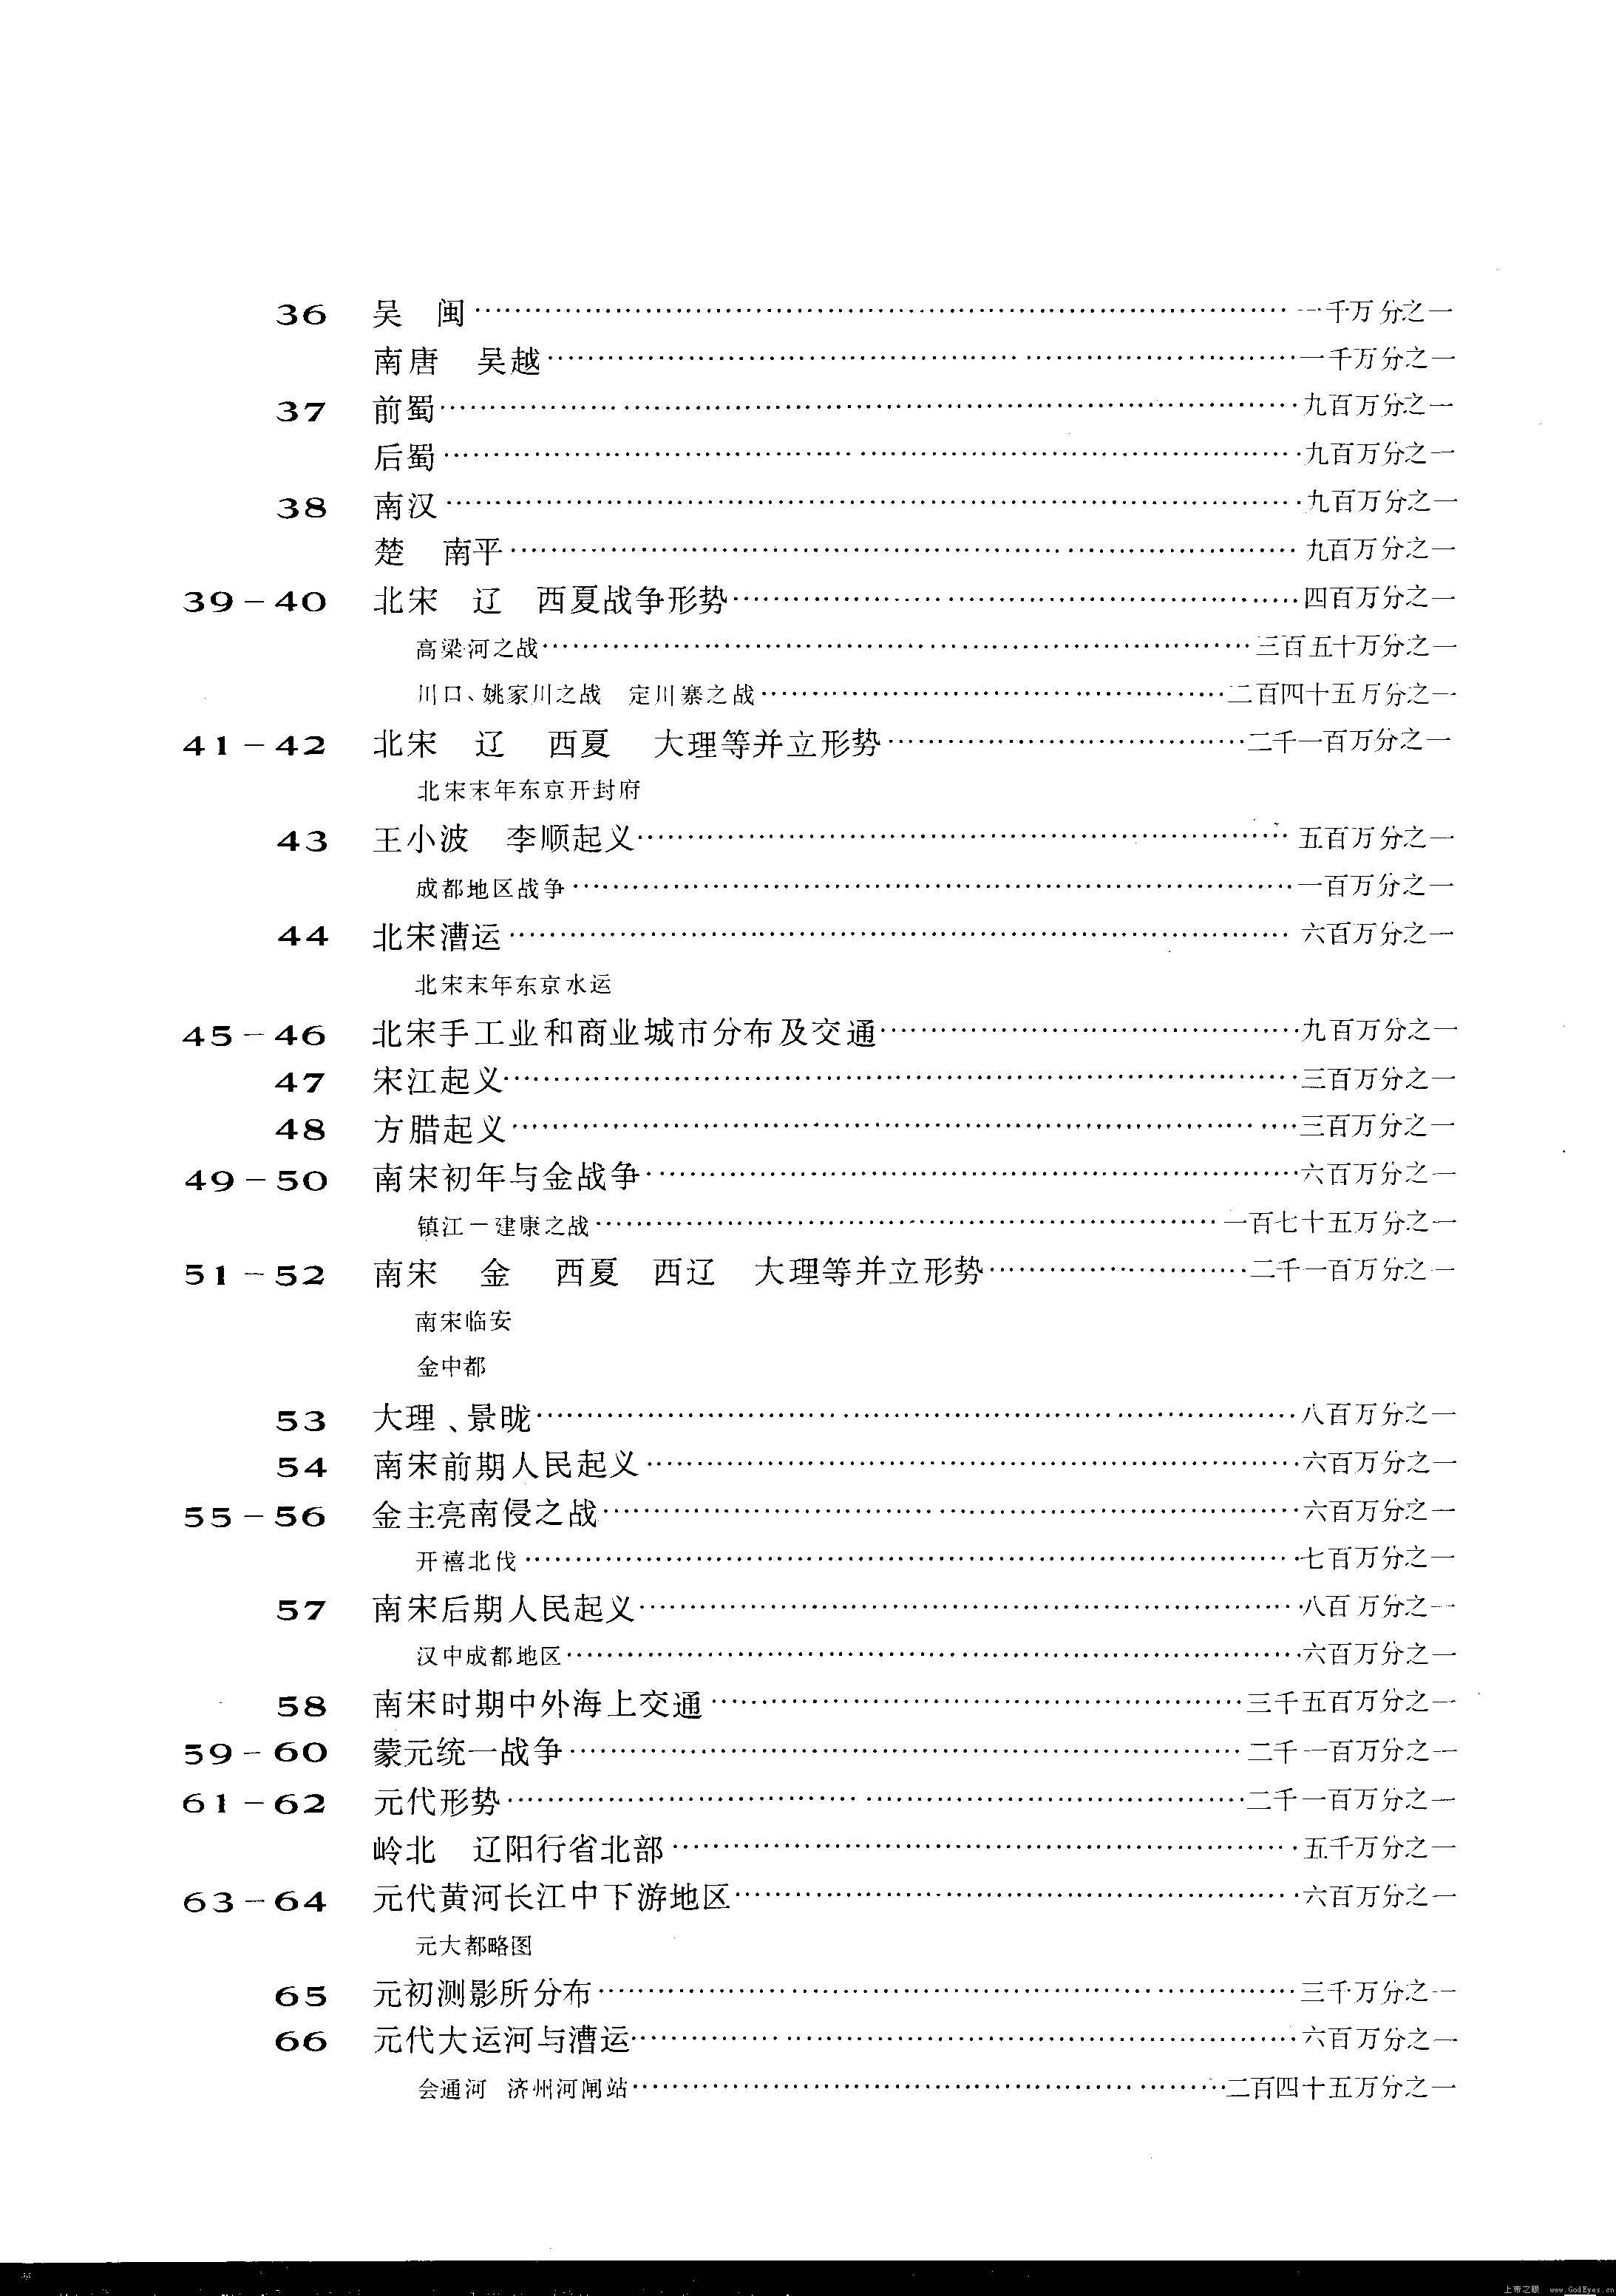 36 吴 闽……一千万分之一
南唐 吴越……一千万分之一
37 前蜀……九百万分之一
后蜀……九百万分之一
38 南汉……九百万分之一
楚 南平……九百万分之一
39-40 北宋 辽 西夏战争形势……四百万分之一
高梁河之战……三百五十万分之一
川口、姚家川之战 定川寨之战……二百四十五万分之一
41-42 北宋 辽 西夏 大理等并立形势……二千一百万分之一
北宋末年东京开封府
43 王小波 李顺起义……五百万分之一
成都地区战争……一百万分之一
44 北宋漕运……六百万分之一
北宋末年东京水运
45-46 北宋手工业和商业城市分布及交通……九百万分之一
47 宋江起义……三百万分之一
48 方腊起义……三百万分之一
49-50 南宋初年与金战争……六百万分之一
镇江－建康之战……一百七十五万分之一
51-52 南宋 金 西夏 西辽 大理等并立形势……二千一百万分之一
南宋临安
金中都
53 大理、景昽……八百万分之一
54 南宋前期人民起义……六百万分之一
55-56 金主亮南侵之战……六百万分之一
开禧北伐……七百万分之一
57 南宋后期人民起义……八百万分之一
汉中成都地区……六百万分之一
58 南宋时期中外海上交通……三千五百万分之一
59-60 蒙元统一战争……二千一百万分之一
61-62 元代形势……二千一百万分之一
岭北 辽阳行省北部……五千万分之一
63-64 元代黄河长江中下游地区……六百万分之一
元大都略图
65 元初测影所分布……三千万分之一
66 元代大运河与漕运……六百万分之一
会通河 济州河闸站……二百四十五万分之一
上帝之眼 www.GodEyes.cn